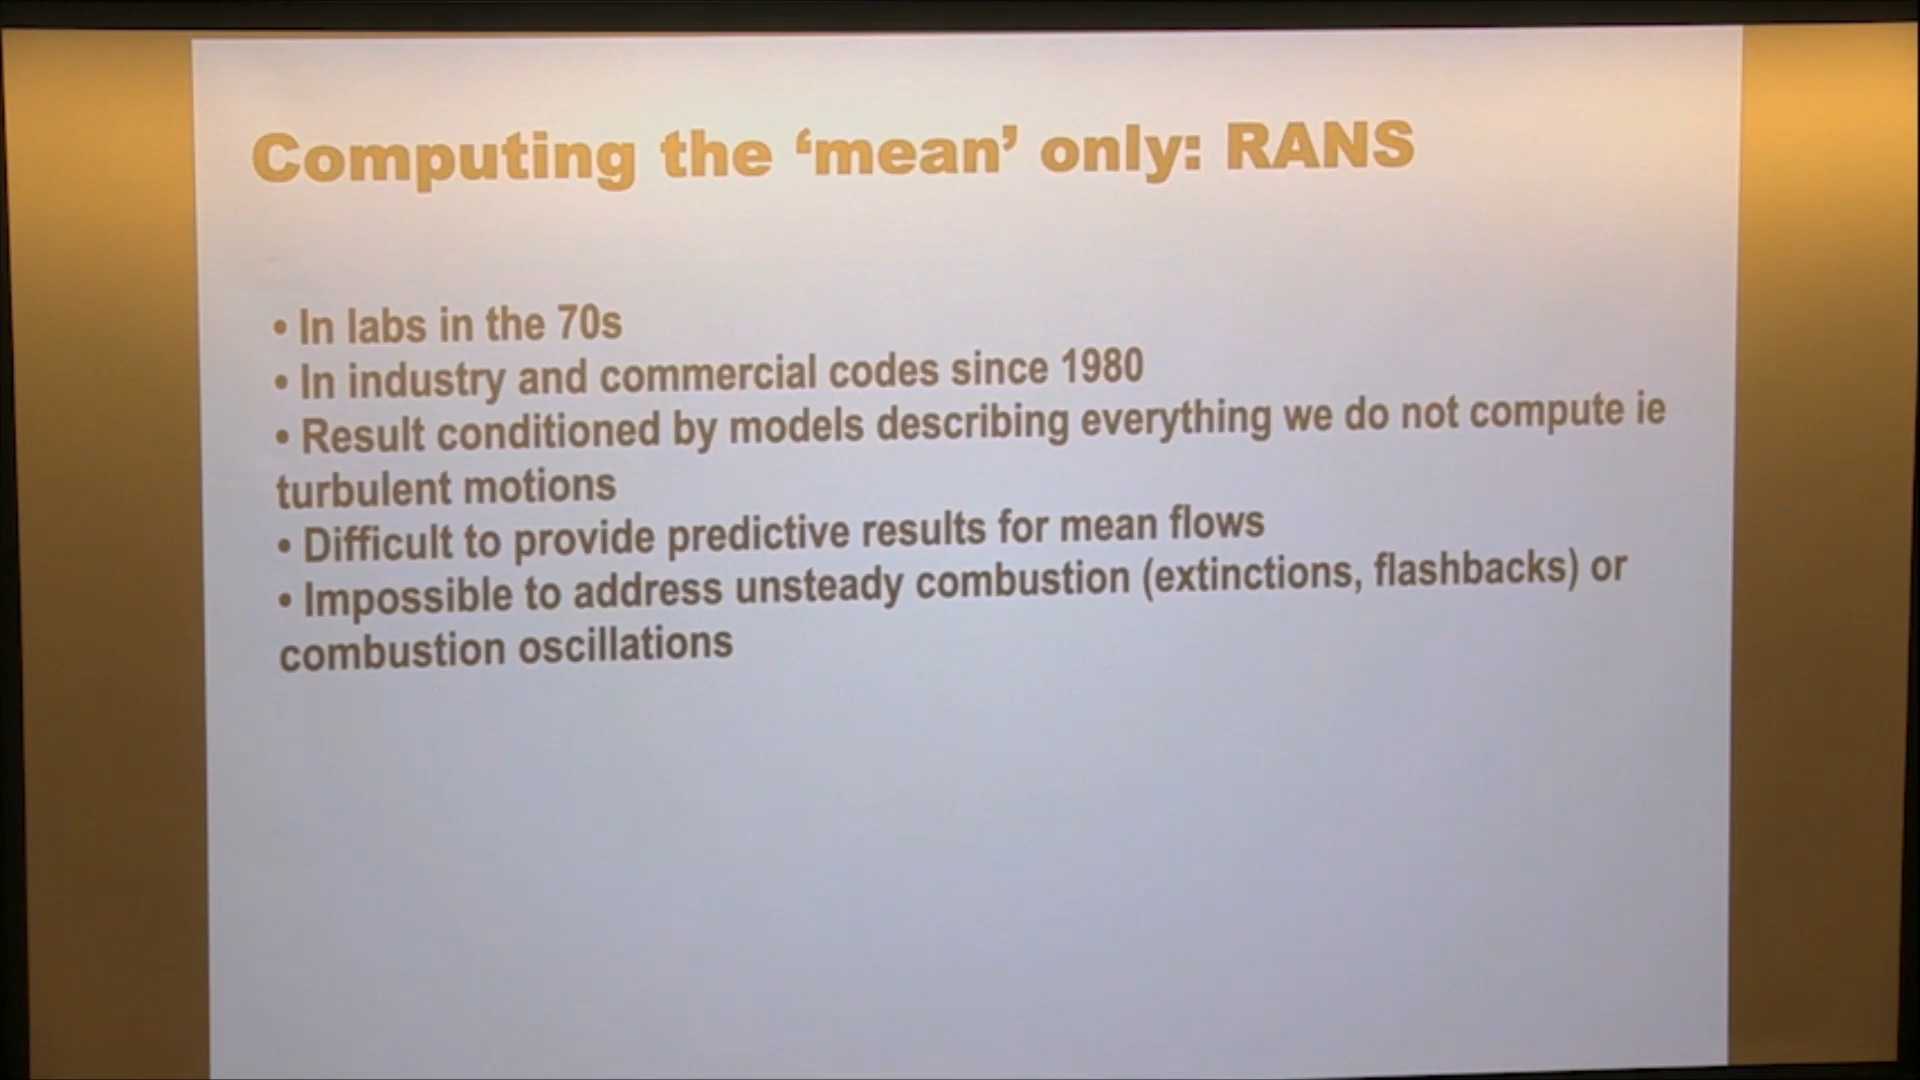 Computing the ‘mean’ only: RANS
• In labs in the 70s
• In industry and commercial codes since 1980
• Result conditioned by models describing everything we do not compute ie
turbulent motions
• Difficult to provide predictive results for mean flows
• Impossible to address unsteady combustion (extinctions, flashbacks) or
combustion oscillations